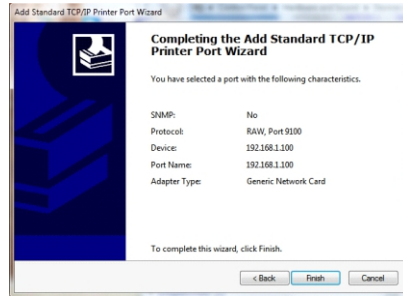 Add Standard TCP/IP Printer Port Wizard
Completing the Add Standard TCP/IP
Printer Port Wizard
You have selected a port with the following characteristics.
SNMP: No
Protocol: RAW, Port 9100
Device: 192.168.1.100
Port Name: 192.168.1.100
Adapter Type: Generic Network Card
To complete this wizard, click Finish.
< Back Finish Cancel